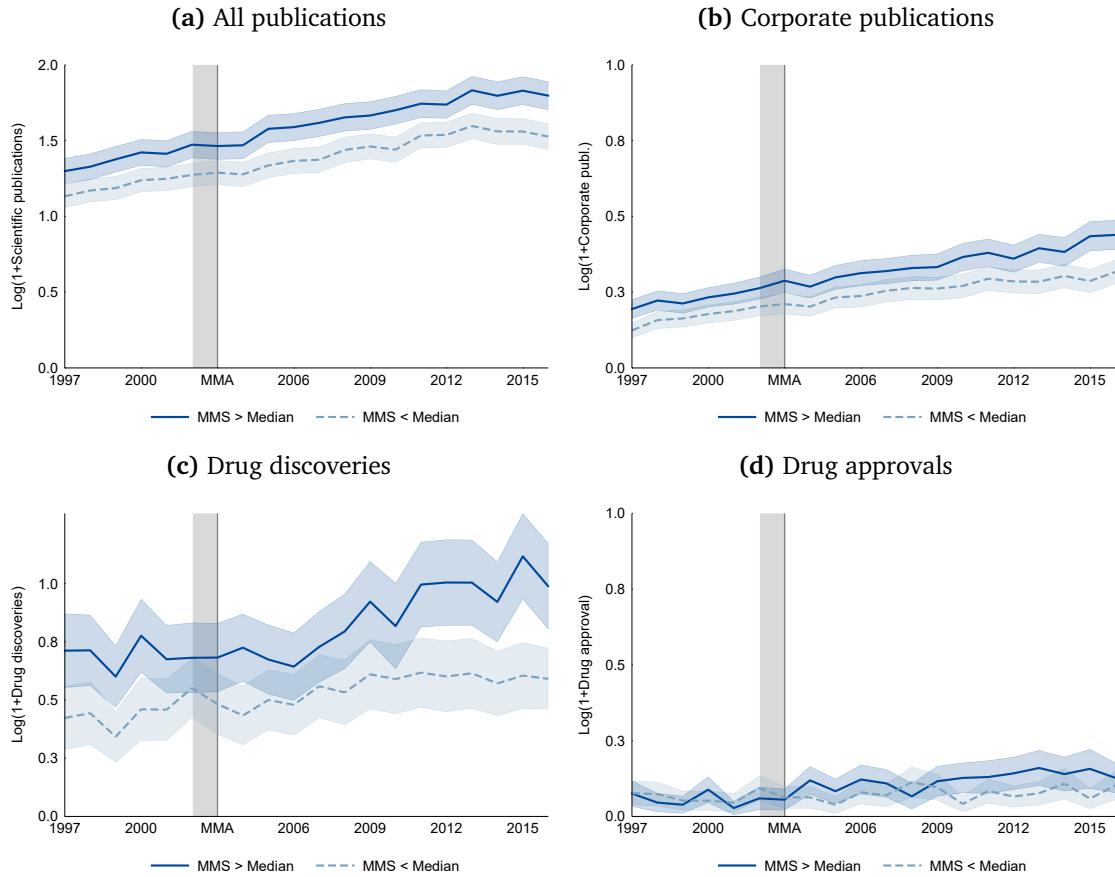 (a) All publications
Log(1+Scientific publications)
2.0
1.5
1.0
0.5
0.0
1997 2000 MMA 2006 2009 2012 2015
MMS > Median MMS < Median
(b) Corporate publications
Log(1+Corporate publ.)
1.0
0.8
0.5
0.3
0.0
1997 2000 MMA 2006 2009 2012 2015
MMS > Median MMS < Median
(c) Drug discoveries
Log(1+Drug discoveries)
1.0
0.8
0.5
0.3
0.0
1997 2000 MMA 2006 2009 2012 2015
MMS > Median MMS < Median
(d) Drug approvals
Log(1+Drug approval)
1.0
0.8
0.5
0.3
0.0
1997 2000 MMA 2006 2009 2012 2015
MMS > Median MMS < Median